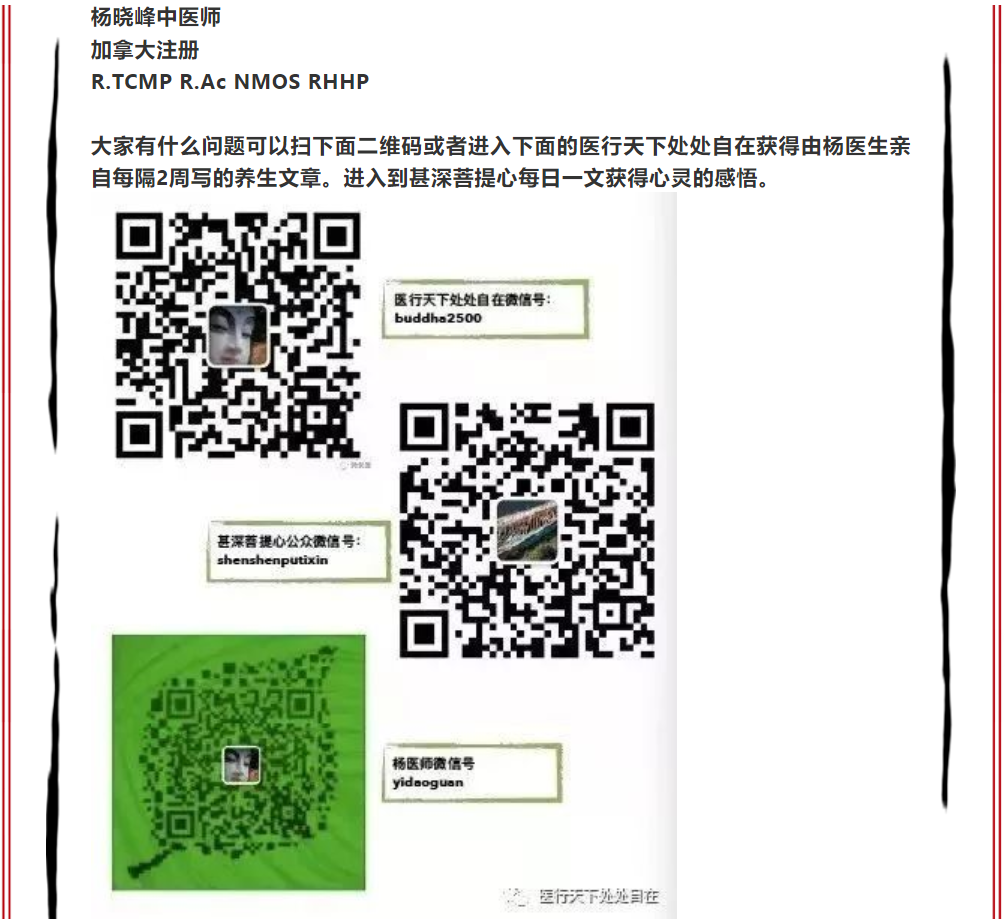 杨晓峰中医师
加拿大注册
R.TCMP R.Ac NMOS RHHP
大家有什么问题可以扫下面二维码或者进入下面的医行天下处处自在获得由杨医生亲
自每隔2周写的养生文章。进入到甚深菩提心每日一文获得心灵的感悟。
医行天下处处自在微信号：
buddha2500
甚深菩提心公众微信号：
shenshenputixin
杨医师微信号
yidaoguan
医行天下处处自在